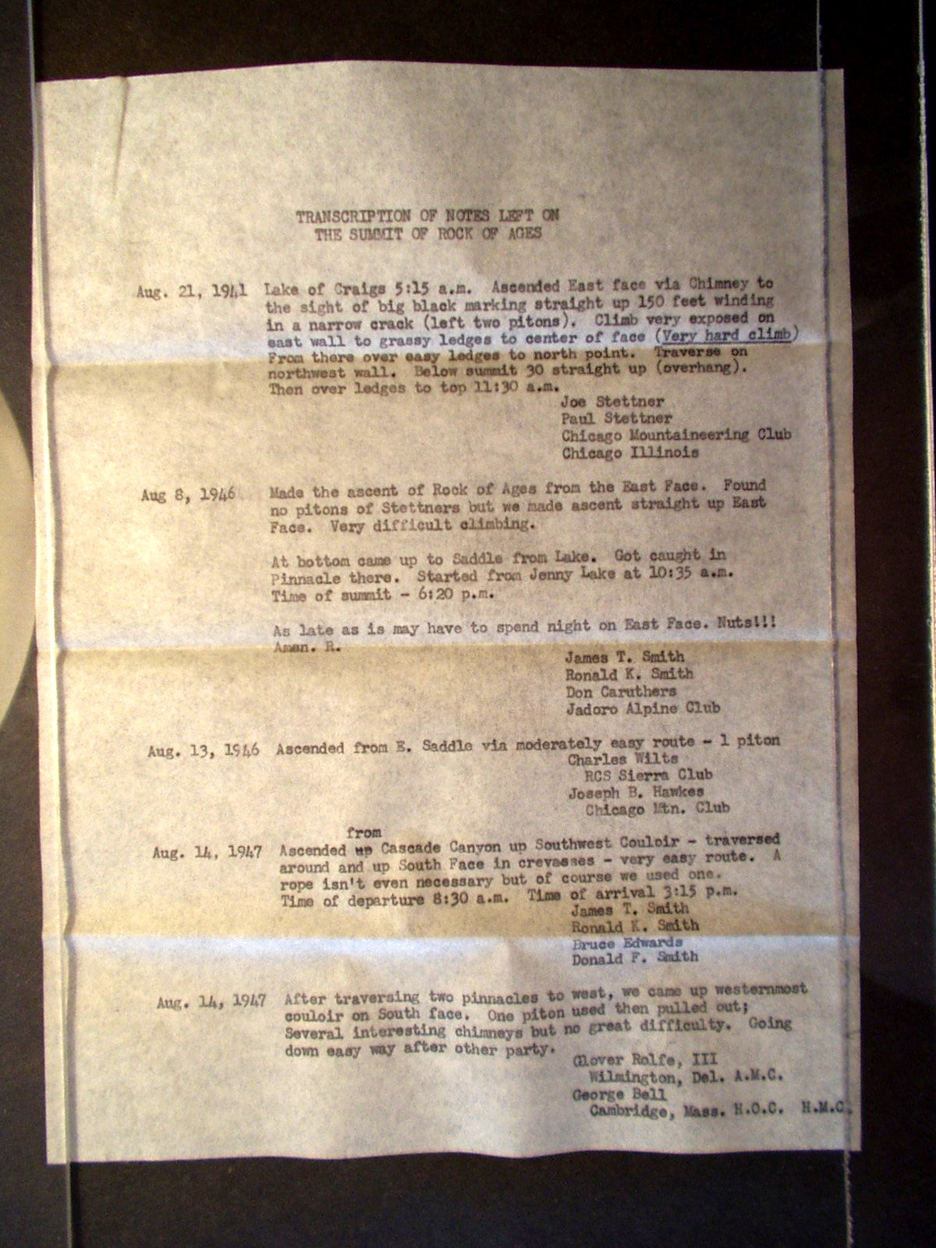 TRANSCRIPTION OF NOTES LEFT ON
THE SUMMIT OF ROCK OF AGES
Aug. 21, 1941 Lake of Craigs 5:15 a.m. Ascended East face via Chimney to
the sight of big black marking straight up 150 feet winding
in a narrow crack (left two pitons). Climb very exposed on
east wall to grassy ledges to center of face (Very hard climb)
From there over easy ledges to north point. Traverse on
northwest wall. Below summit 30 straight up (overhang).
Then over ledges to top 11:30 a.m.
Joe Stettner
Paul Stettner
Chicago Mountaineering Club
Chicago Illinois
Aug 8, 1946 Made the ascent of Rock of Ages from the East Face. Found
no pitons of Stettners but we made ascent straight up East
Face. Very difficult climbing.
At bottom came up to Saddle from Lake. Got caught in
Pinnacle there. Started from Jenny Lake at 10:35 a.m.
Time of summit - 6:20 p.m.
As late as is may have to spend night on East Face. Nuts!!!
Amen. R.
James T. Smith
Ronald K. Smith
Don Caruthers
Jadoro Alpine Club
Aug. 13, 1946 Ascended from E. Saddle via moderately easy route - 1 piton
Charles Wilts
RCS Sierra Club
Joseph B. Hawkes
Chicago Mtn. Club
from
Aug. 14, 1947 Ascended up Cascade Canyon up Southwest Couloir - traversed
around and up South Face in crevasses - very easy route. A
rope isn't even necessary but of course we used one.
Time of departure 8:30 a.m. Time of arrival 3:15 p.m.
James T. Smith
Ronald K. Smith
Bruce Edwards
Donald F. Smith
Aug. 14, 1947 After traversing two pinnacles to west, we came up westernmost
couloir on South face. One piton used then pulled out;
Several interesting chimneys but no great difficulty. Going
down easy way after other party.
Glover Rolfe, III
Wilmington, Del. A.M.C.
George Bell
Cambridge, Mass. H.O.C. H.M.C.